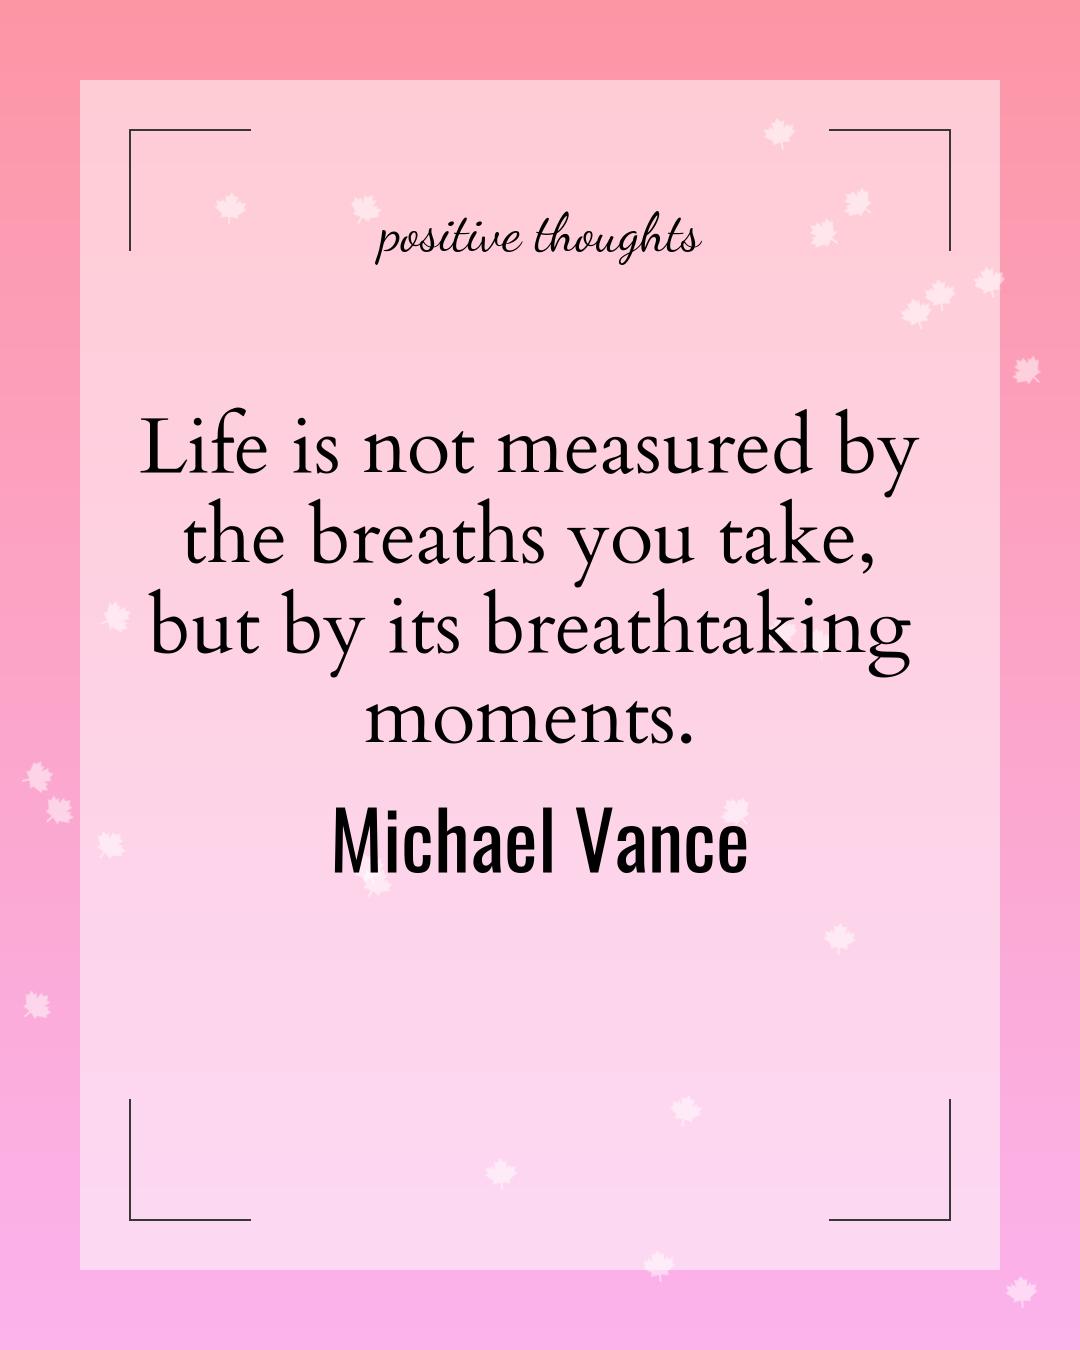 positive thoughts
Life is not measured by
the breaths you take,
but by its breathtaking
moments.
Michael Vance